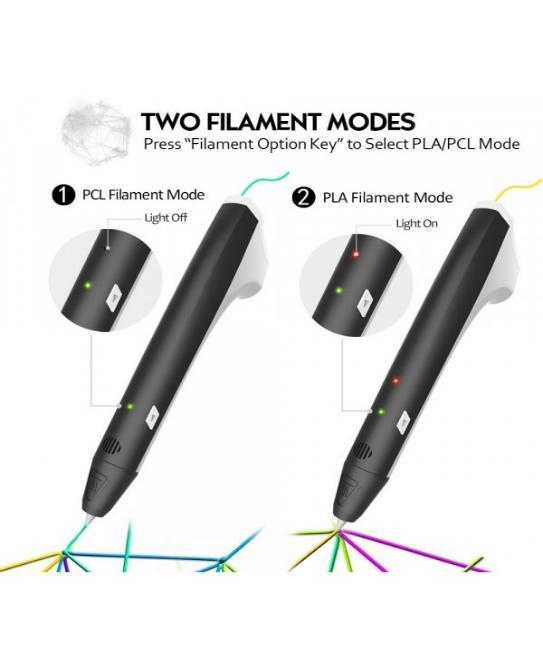 TWO FILAMENT MODES
Press “Filament Option Key” to Select PLA/PCL Mode
1 PCL Filament Mode
Light Off
2 PLA Filament Mode
Light On